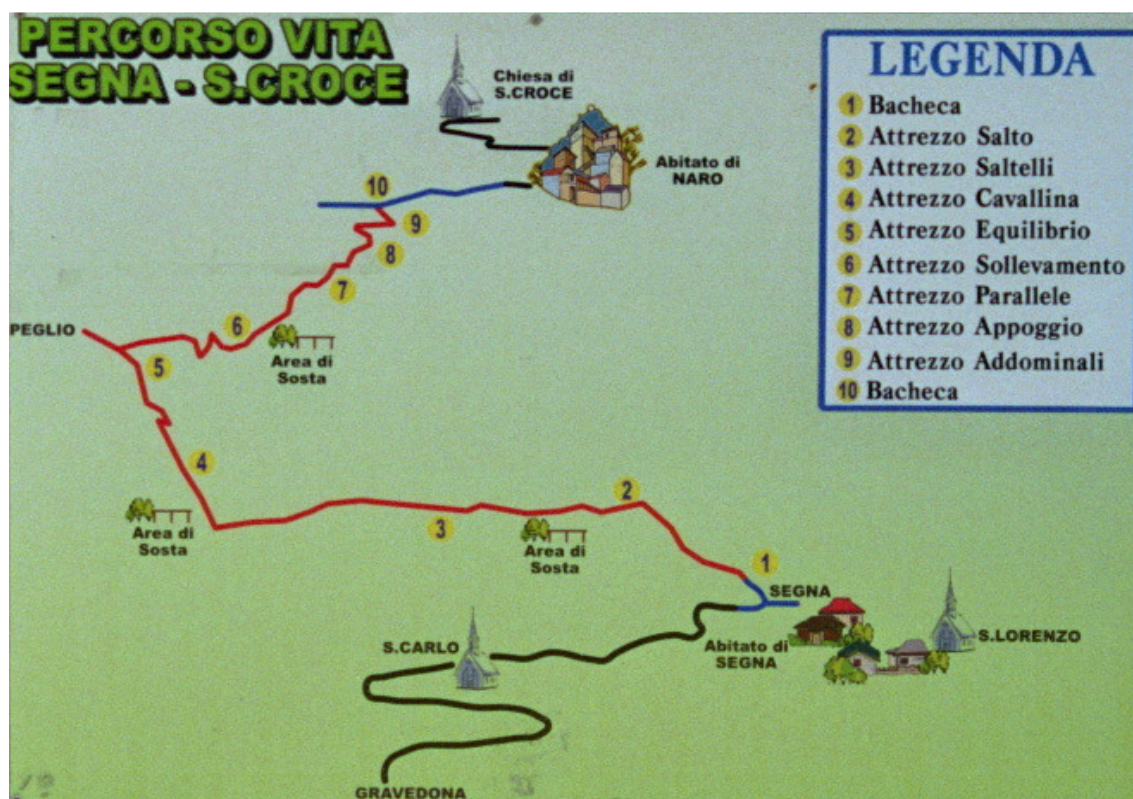 PERCORSO VITA
SEGNA - S.CROCE
Chiesa di
S.CROCE
Abitato di
NARO
LEGENDA
1 Bacheca
2 Attrezzo Salto
3 Attrezzo Saltelli
4 Attrezzo Cavallina
5 Attrezzo Equilibrio
6 Attrezzo Sollevamento
7 Attrezzo Parallele
8 Attrezzo Appoggio
9 Attrezzo Addominali
10 Bacheca
10
9
8
7
6
PEGLIO
Area di
Sosta
5
4
Area di
Sosta
3
2
Area di
Sosta
1
SEGNA
Abitato di
SEGNA
S.LORENZO
S.CARLO
GRAVEDONA